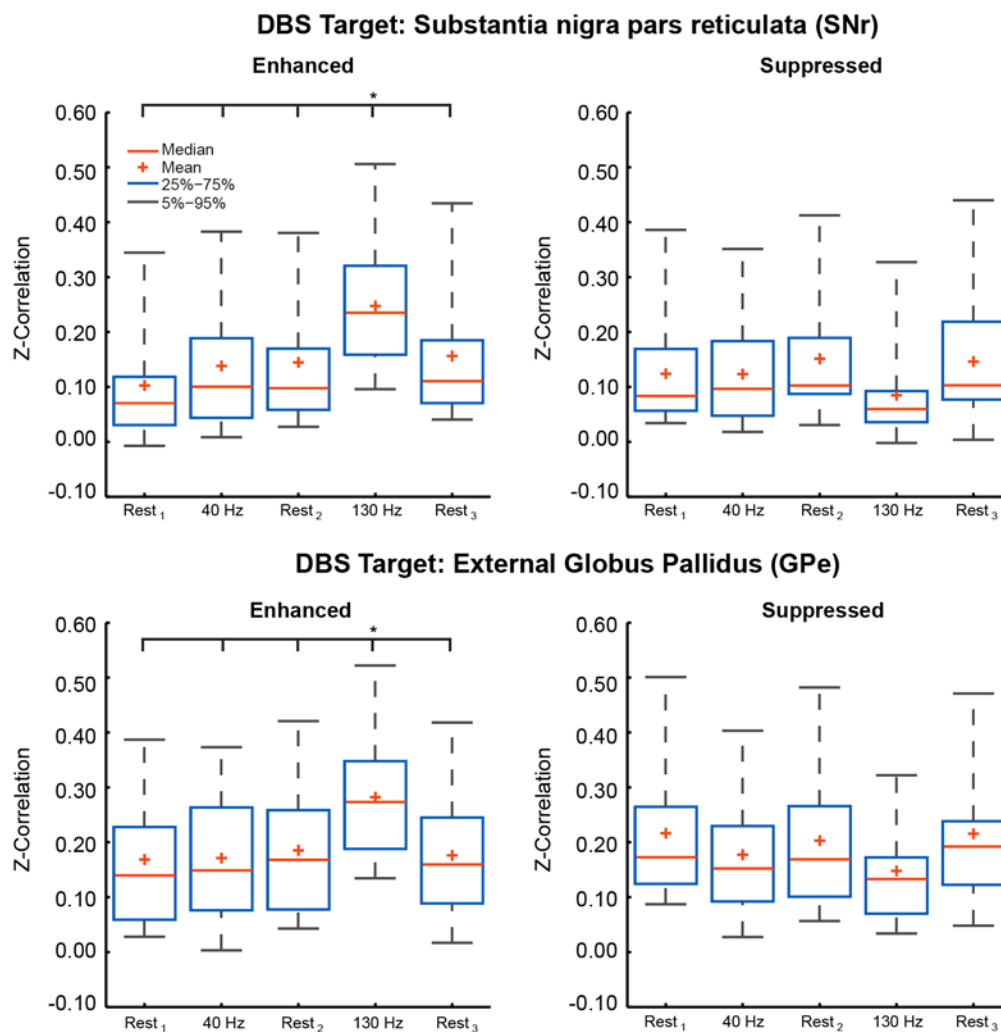 DBS Target: Substantia nigra pars reticulata (SNr)
Enhanced
*
0.60
0.50
0.40
0.30
0.20
0.10
0.00
-0.10
Z-Correlation
Median
Mean
25%-75%
5%-95%
Rest 1 40 Hz Rest 2 130 Hz Rest 3
Suppressed
0.60
0.50
0.40
0.30
0.20
0.10
0.00
-0.10
Z-Correlation
Rest 1 40 Hz Rest 2 130 Hz Rest 3
DBS Target: External Globus Pallidus (GPe)
Enhanced
*
0.60
0.50
0.40
0.30
0.20
0.10
0.00
-0.10
Z-Correlation
Rest 1 40 Hz Rest 2 130 Hz Rest 3
Suppressed
0.60
0.50
0.40
0.30
0.20
0.10
0.00
-0.10
Z-Correlation
Rest 1 40 Hz Rest 2 130 Hz Rest 3